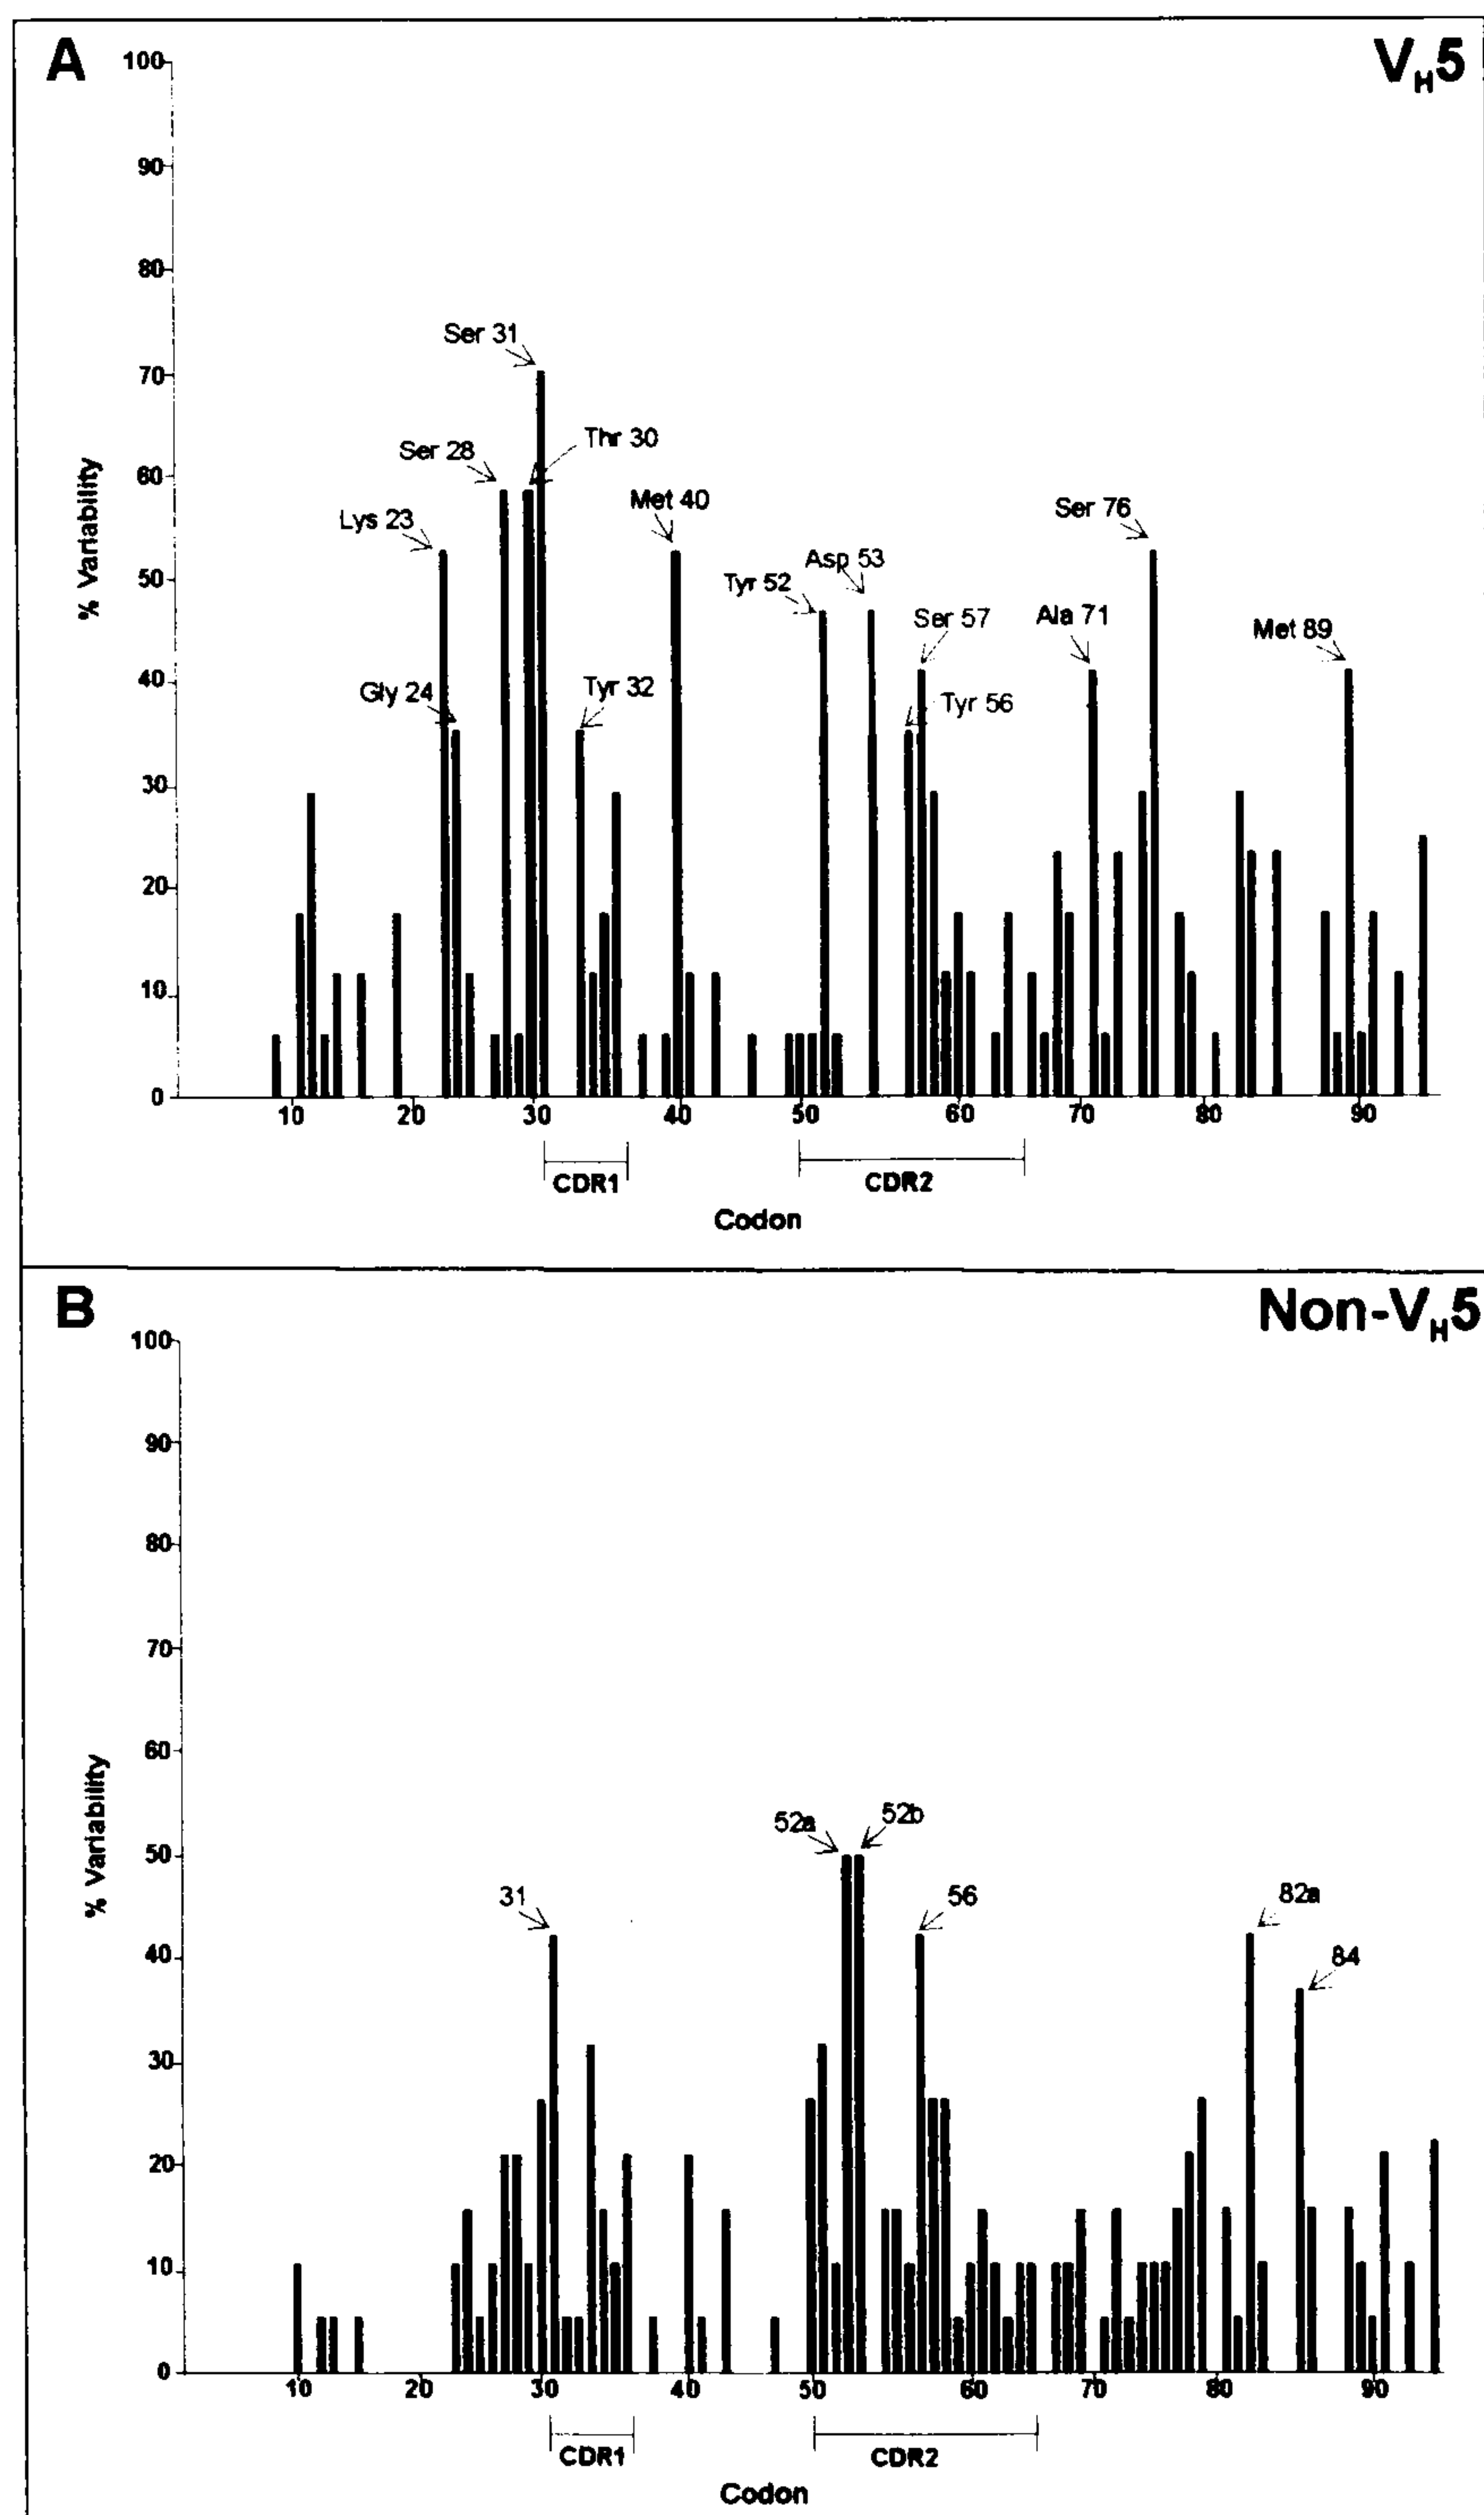 A
V_H5
100
90
80
70
60
50
40
30
20
10
0
% Variability
Ser 31
Thr 30
Ser 28
Met 40
Lys 23
Ser 76
Asp 53
Tyr 52
Ser 57
Ala 71
Met 89
Gly 24
Tyr 32
Tyr 56
10 20 30 40 50 60 70 80 90
CDR1 CDR2
Codon
B
Non-V_H5
100
90
80
70
60
50
40
30
20
10
0
% Variability
52a 52b
31 56 82a
84
10 20 30 40 50 60 70 80 90
CDR1 CDR2
Codon